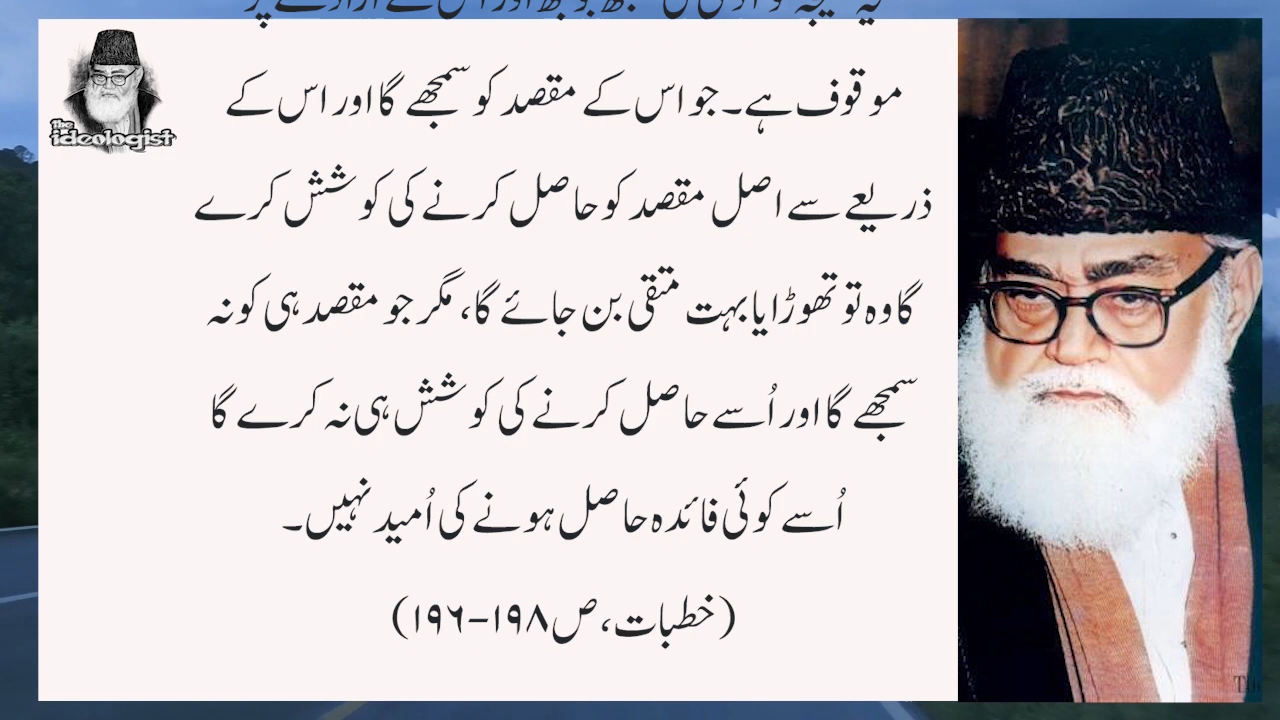 The
ideologist
موقوف ہے۔ جو اس کے مقصد کو سمجھے گا اور اس کے
ذریعے سے اصل مقصد کو حاصل کرنے کی کوشش کرے
گا وہ تو تھوڑا یا بہت متقی بن جائے گا، مگر جو مقصد ہی کو نہ
سمجھے گا اور اُسے حاصل کرنے کی کوشش ہی نہ کرے گا
اُسے کوئی فائدہ حاصل ہونے کی اُمید نہیں۔
(خطبات، ص ۱۹۸-۱۹۶)